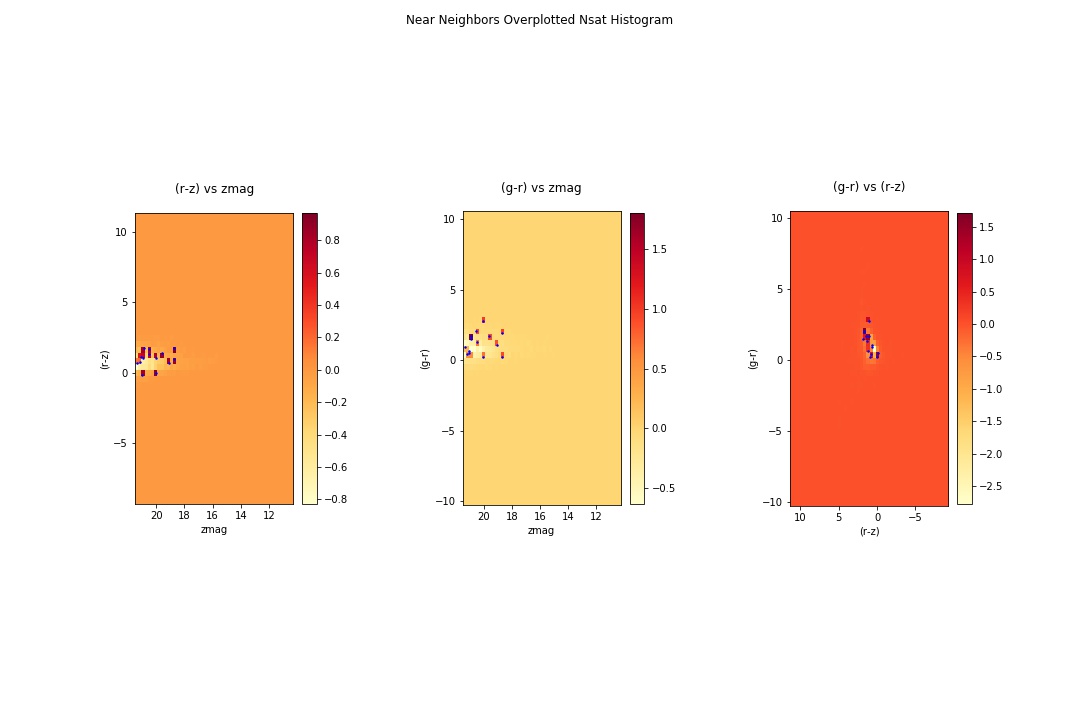 Near Neighbors Overplotted Nsat Histogram
(r-z) vs zmag
10
5
0
−5
(r-z)
20 18 16 14 12
zmag
0.8
0.6
0.4
0.2
0.0
−0.2
−0.4
−0.6
−0.8
(g-r) vs zmag
10
5
0
−5
−10
(g-r)
20 18 16 14 12
zmag
1.5
1.0
0.5
0.0
−0.5
(g-r) vs (r-z)
10
5
0
−5
−10
(g-r)
10 5 0 −5
(r-z)
1.5
1.0
0.5
0.0
−0.5
−1.0
−1.5
−2.0
−2.5